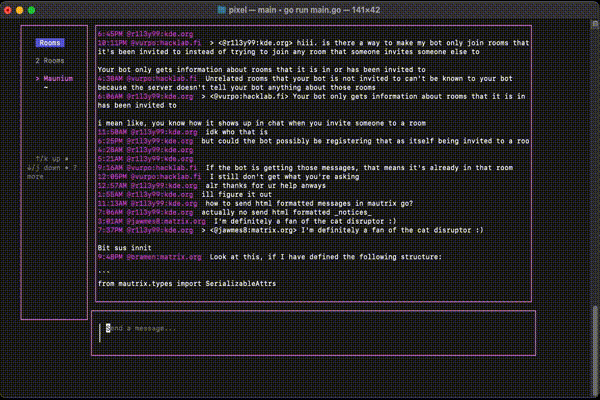 pixel — main - go run main.go — 141×42
Rooms
2 Rooms
> Maunium
~
↑/k up •
↓/j down • ?
more
6:45PM @r1l3y99:kde.org
10:11PM @vurpo:hacklab.fi > <@r1l3y99:kde.org> hiii. is there a way to make my bot only join rooms that
it's been invited to instead of trying to join any room that someone invites someone else to
Your bot only gets information about rooms that it is in or has been invited to
4:38AM @vurpo:hacklab.fi Unrelated rooms that your bot is not invited to can't be known to your bot
because the server doesn't tell your bot anything about those rooms
6:06AM @r1l3y99:kde.org > <@vurpo:hacklab.fi> Your bot only gets information about rooms that it is in or
has been invited to
i mean like, you know how it shows up in chat when you invite someone to a room
11:58AM @r1l3y99:kde.org idk who that is
6:25PM @r1l3y99:kde.org but could the bot possibly be registering that as itself being invited to a roo
4:28AM @r1l3y99:kde.org
5:21AM @r1l3y99:kde.org
9:16AM @vurpo:hacklab.fi If the bot is getting those messages, that means it's already in that room
12:05PM @vurpo:hacklab.fi I still don't get what you're asking
12:57AM @r1l3y99:kde.org alr thanks for ur help anways
1:55AM @r1l3y99:kde.org ill figure it out
11:13AM @r1l3y99:kde.org how to send html formatted messages in mautrix go?
7:06AM @r1l3y99:kde.org actually no send html formatted _notices_
3:01AM @jawmes8:matrix.org I'm definitely a fan of the cat disruptor :)
7:37PM @r1l3y99:kde.org > <@jawmes8:matrix.org> I'm definitely a fan of the cat disruptor :)
Bit sus innit
9:48PM @bramen:matrix.org Look at this, if I have defined the following structure:
```
from mautrix.types import SerializableAttrs
Send a message...